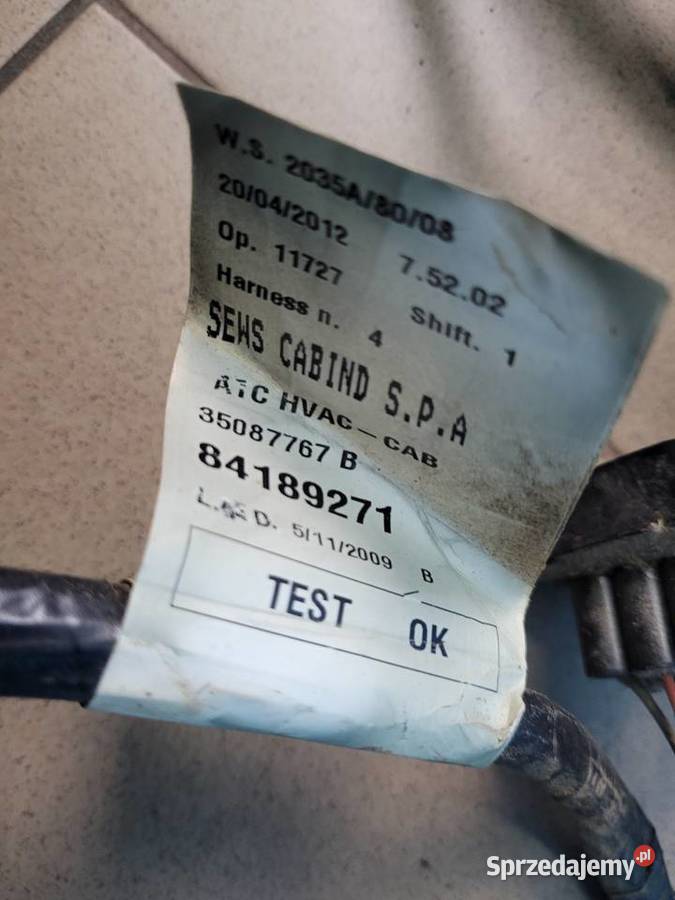 W.S. 2035A/80/08
20/04/2012 7.52.02
Op. 11727 Shift. 1
Harness n. 4
SEWS CABIND S.P.A
ATC HVAC-CAB
35087767 B
84189271
D. 5/11/2009 B
TEST OK
Sprzedajemy.pl